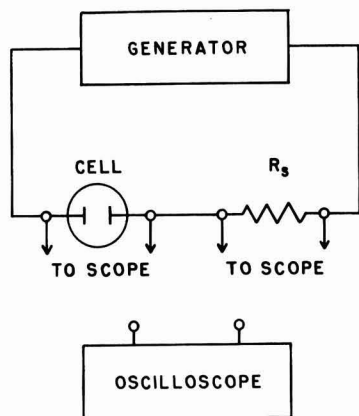 GENERATOR
CELL
Rs
TO SCOPE
TO SCOPE
OSCILLOSCOPE